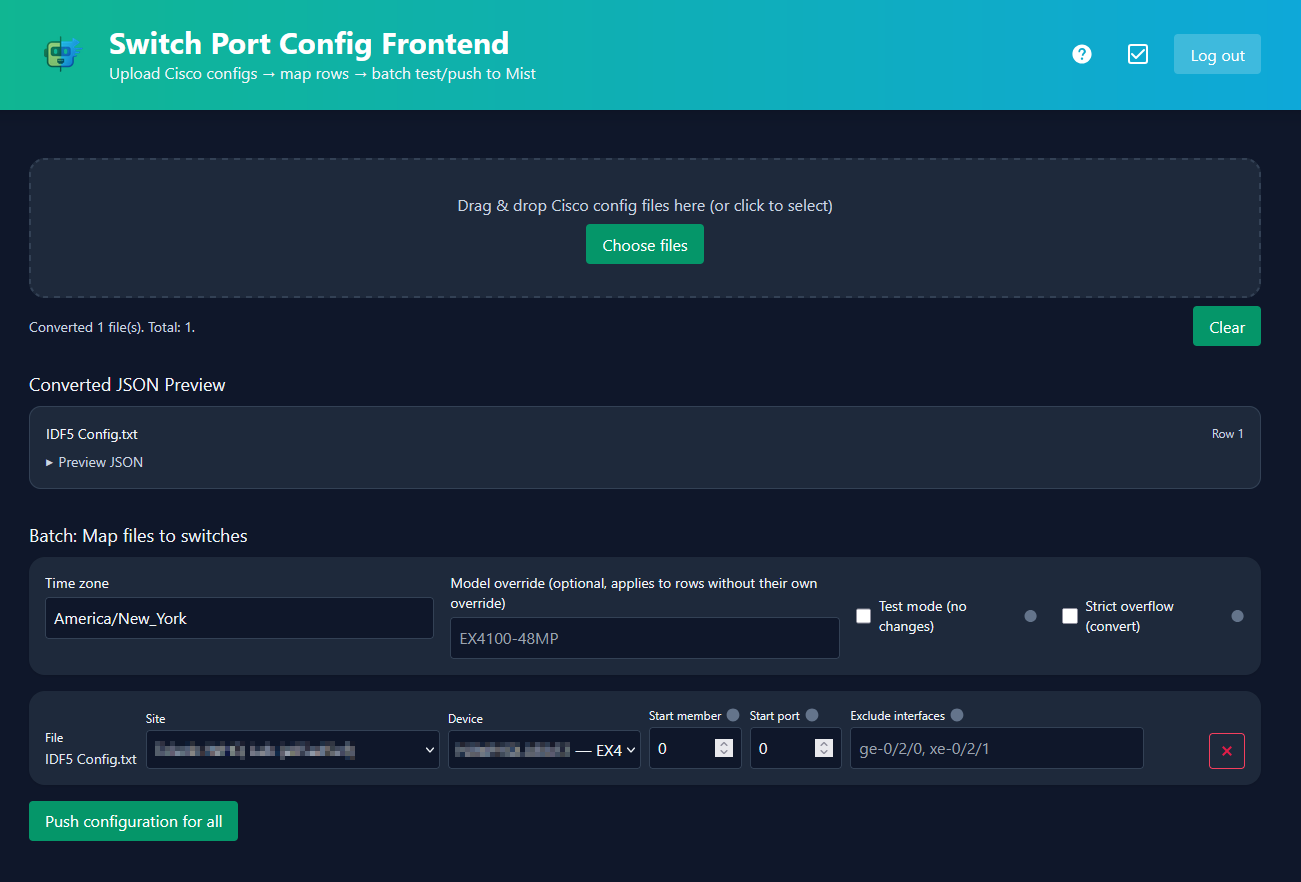 Switch Port Config Frontend
Upload Cisco configs → map rows → batch test/push to Mist
?
Log out
Drag & drop Cisco config files here (or click to select)
Choose files
Converted 1 file(s). Total: 1.
Clear
Converted JSON Preview
IDF5 Config.txt
Row 1
▸ Preview JSON
Batch: Map files to switches
Time zone
America/New_York
Model override (optional, applies to rows without their own
override)
EX4100-48MP
Test mode (no
changes)
Strict overflow
(convert)
File
IDF5 Config.txt
Site
Device
— EX4
Start member
0
Start port
0
Exclude interfaces
ge-0/2/0, xe-0/2/1
×
Push configuration for all